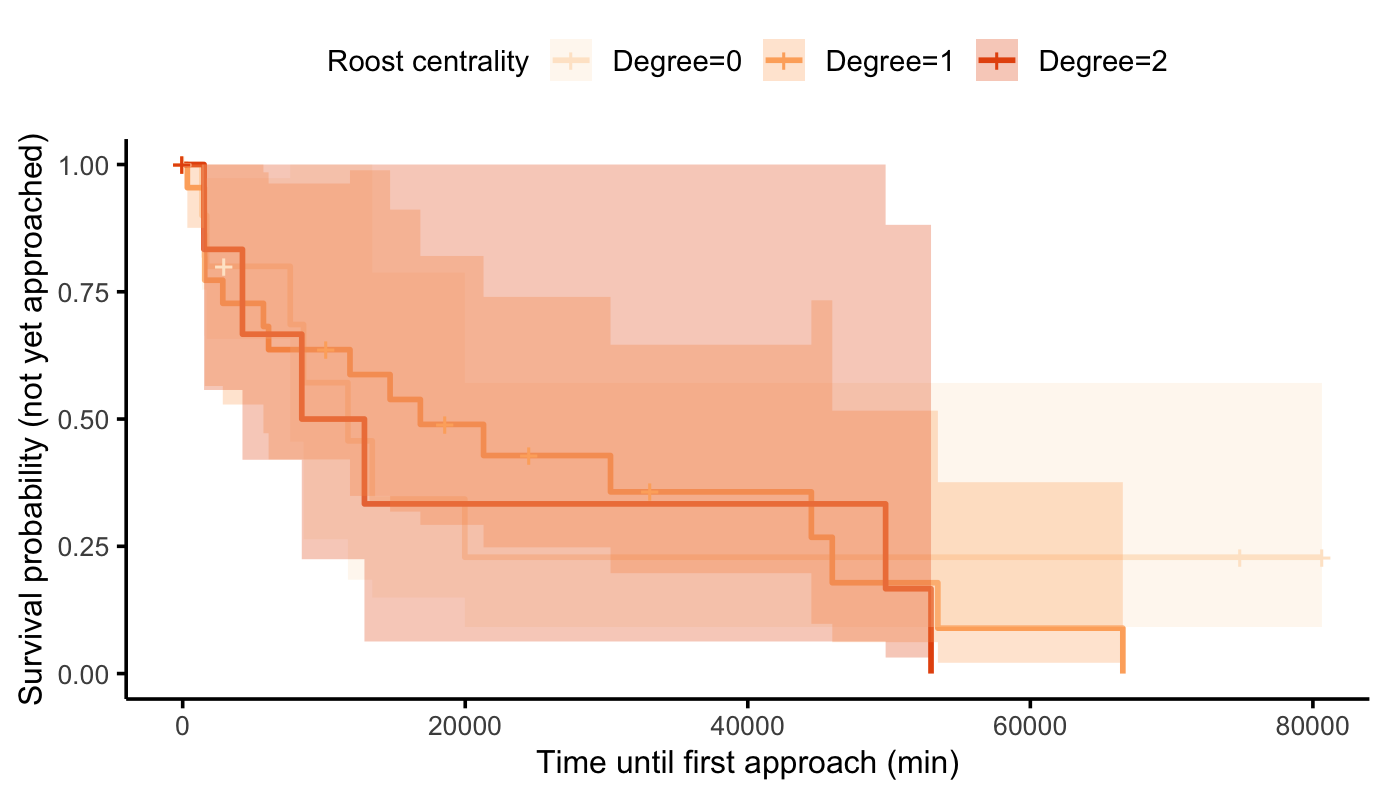 Roost centrality Degree=0 Degree=1 Degree=2
Survival probability (not yet approached)
1.00
0.75
0.50
0.25
0.00
0 20000 40000 60000 80000
Time until first approach (min)